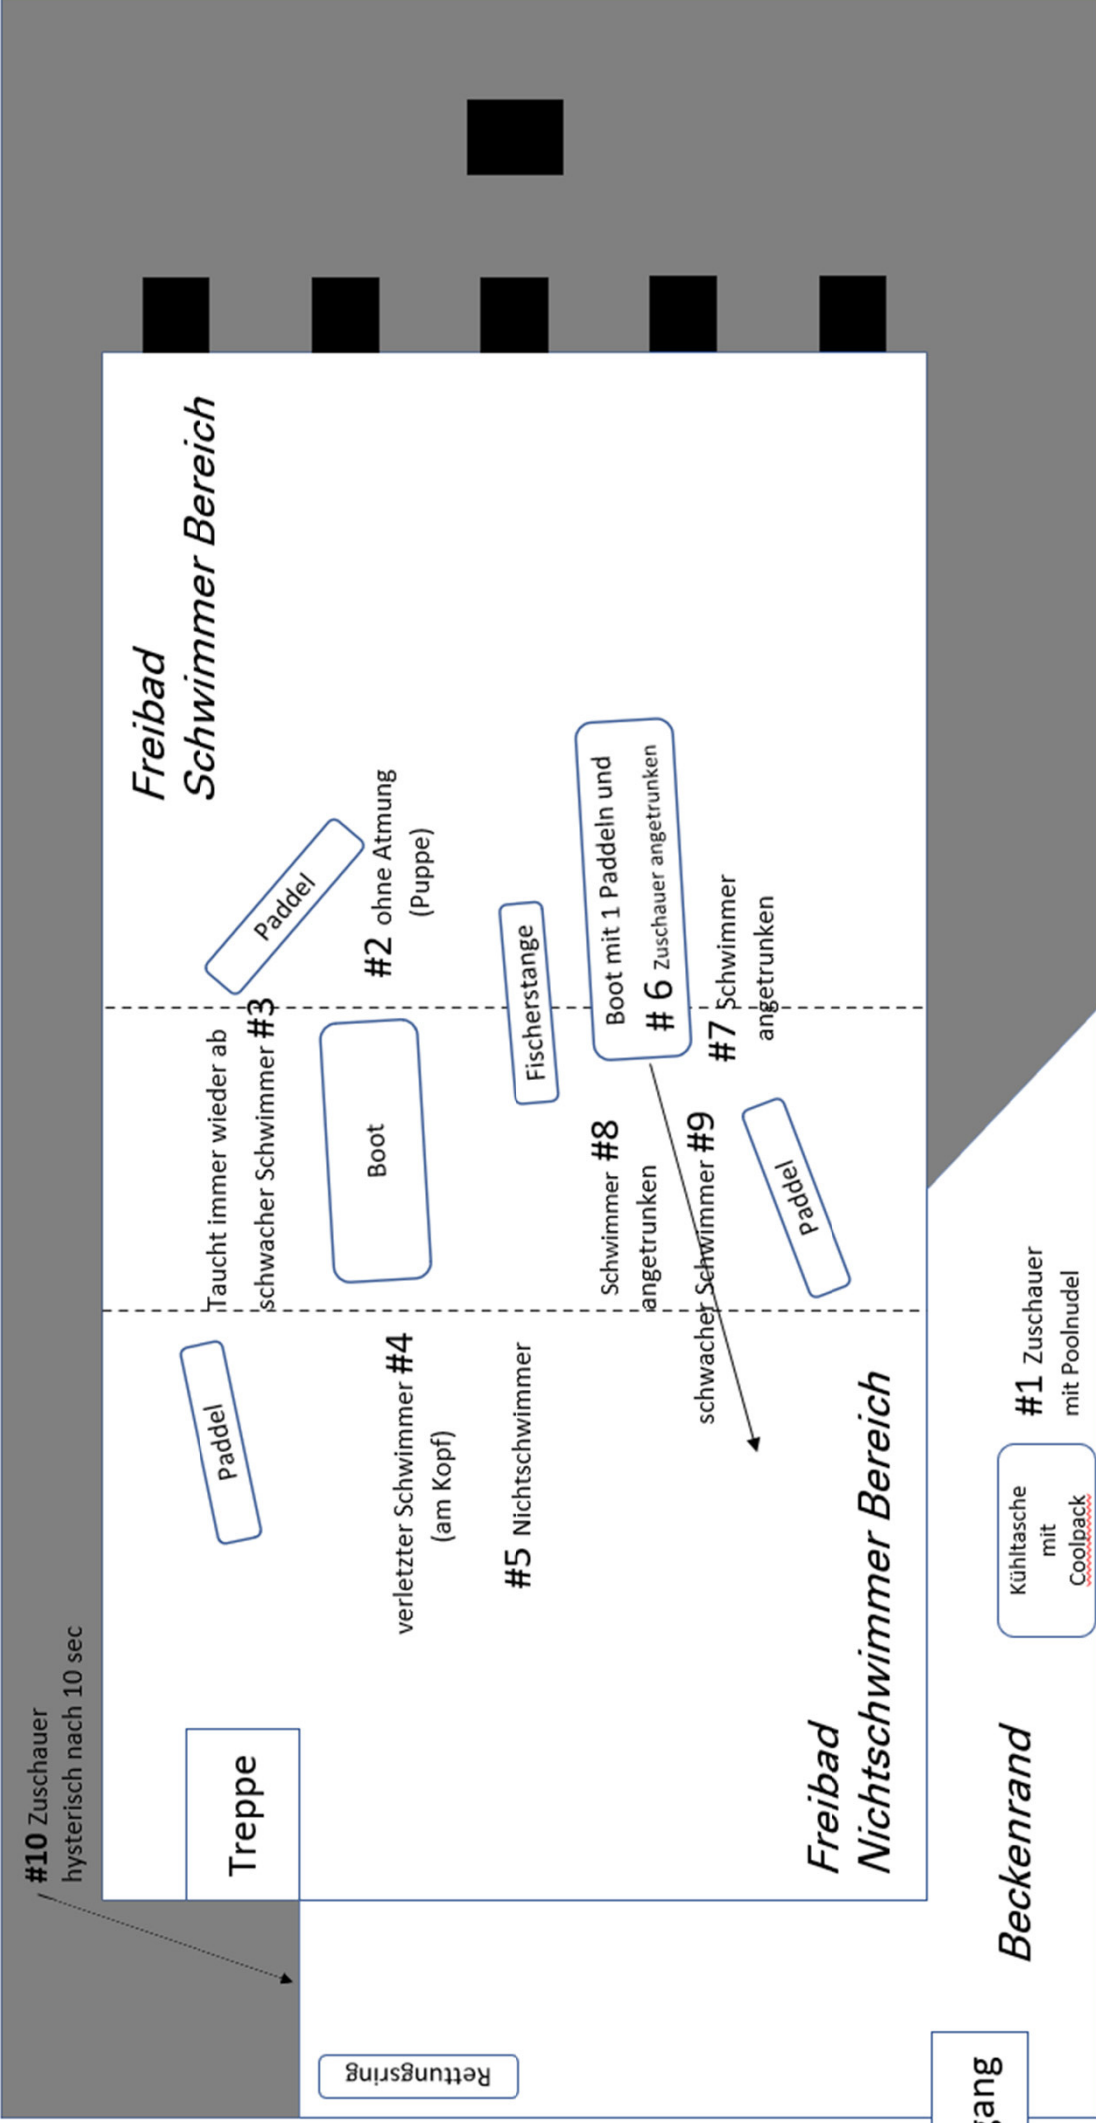 #10 Zuschauer
hysterisch nach 10 sec
Freibad
Schwimmer Bereich
Paddel
#2 ohne Atmung
(Puppe)
Taucht immer wieder ab
schwacher Schwimmer #3
Boot
Fischerstange
Boot mit 1 Paddeln und
# 6 Zuschauer angetrunken
#7 Schwimmer
angetrunken
Schwimmer #8
angetrunken
schwacher Schwimmer #9
Paddel
Paddel
verletzter Schwimmer #4
(am Kopf)
#5 Nichtschwimmer
Treppe
Freibad
Nichtschwimmer Bereich
#1 Zuschauer
mit Poolnudel
Kühltasche
mit
Coolpack
Beckenrand
Rettungsring
gang